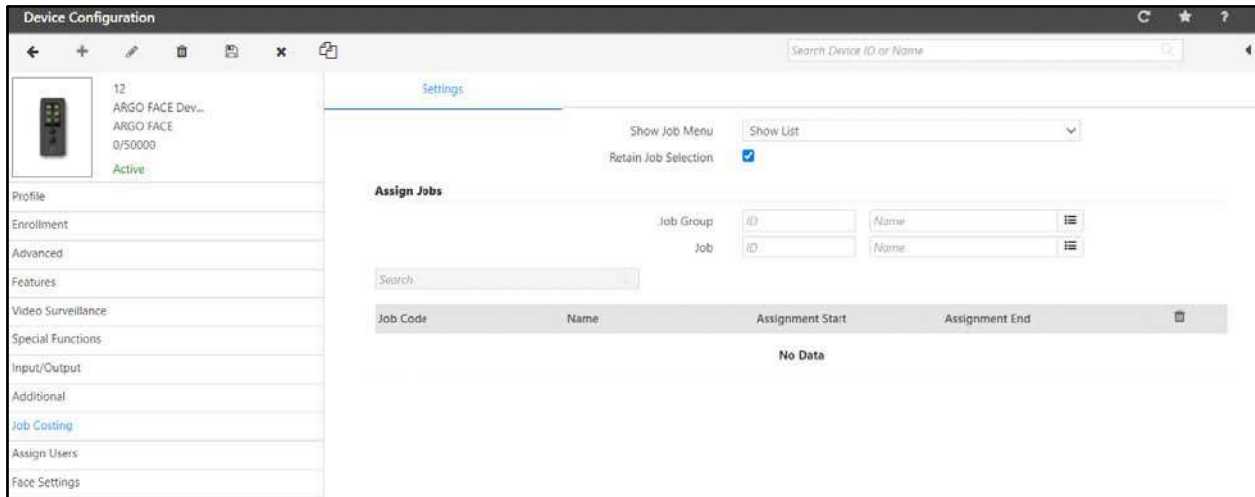 Device Configuration
?
Search Device ID or Name
12
ARGO FACE Dev...
ARGO FACE
0/50000
Active
Profile
Enrollment
Advanced
Features
Video Surveillance
Special Functions
Input/Output
Additional
Job Costing
Assign Users
Face Settings
Settings
Show Job Menu Show List
Retain Job Selection
Assign Jobs
Job Group ID Name
Job ID Name
Search
Job Code Name Assignment Start Assignment End
No Data